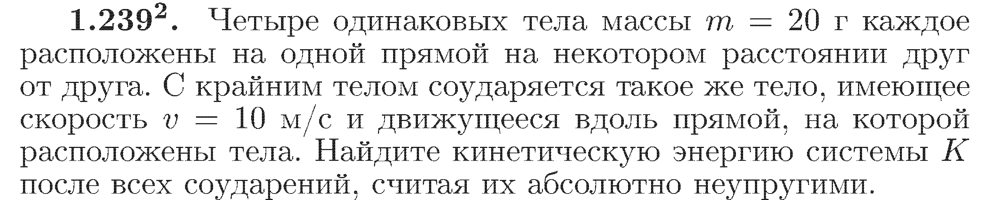 1.239². Четыре одинаковых тела массы m = 20 г каждое
расположены на одной прямой на некотором расстоянии друг
от друга. С крайним телом соударяется такое же тело, имеющее
скорость v = 10 м/с и движущееся вдоль прямой, на которой
расположены тела. Найдите кинетическую энергию системы K
после всех соударений, считая их абсолютно неупругими.